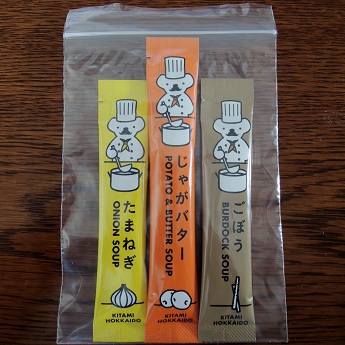 たまねぎ
ONION SOUP
KITAMI
HOKKAIDO
じゃがバター
POTATO & BUTTER SOUP
KITAMI
HOKKAIDO
ごぼう
BURDOCK SOUP
KITAMI
HOKKAIDO